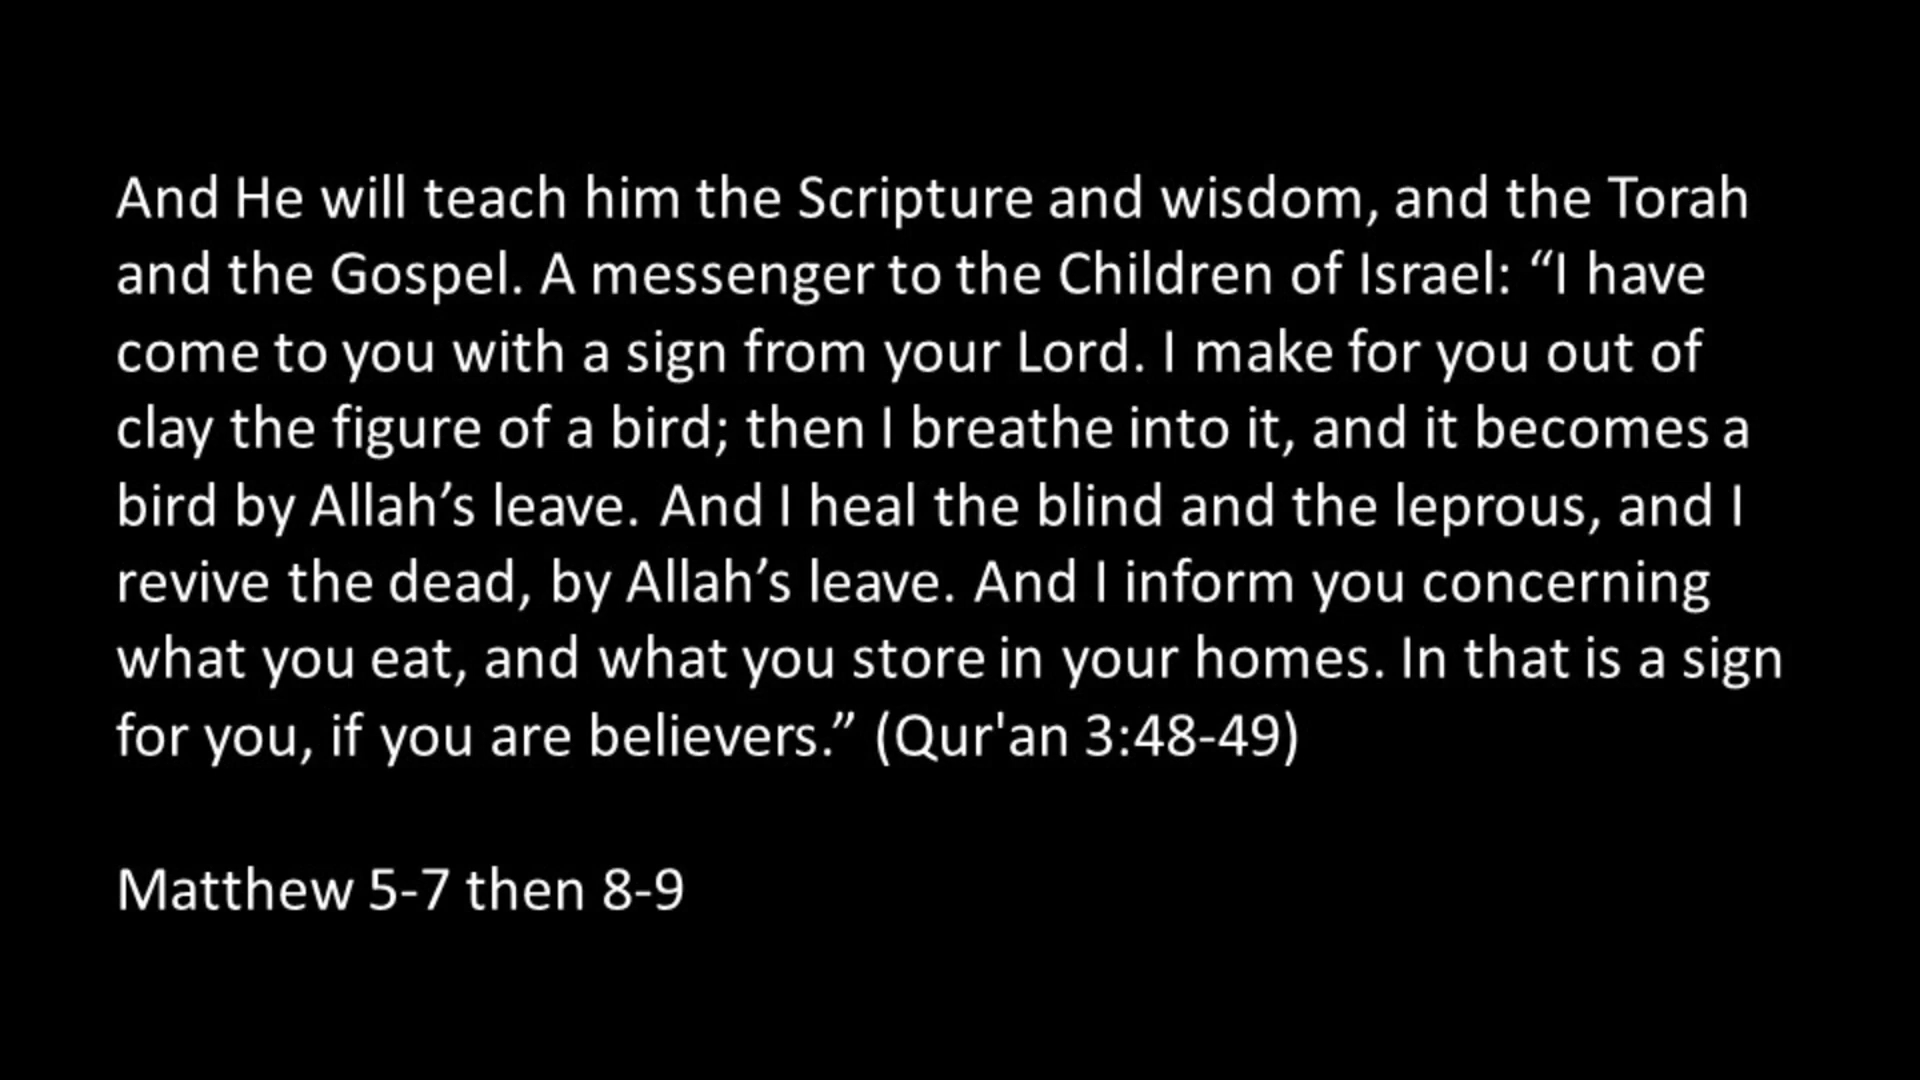 And He will teach him the Scripture and wisdom, and the Torah
and the Gospel. A messenger to the Children of Israel: “I have
come to you with a sign from your Lord. I make for you out of
clay the figure of a bird; then I breathe into it, and it becomes a
bird by Allah’s leave. And I heal the blind and the leprous, and I
revive the dead, by Allah’s leave. And I inform you concerning
what you eat, and what you store in your homes. In that is a sign
for you, if you are believers.” (Qur'an 3:48-49)
Matthew 5-7 then 8-9